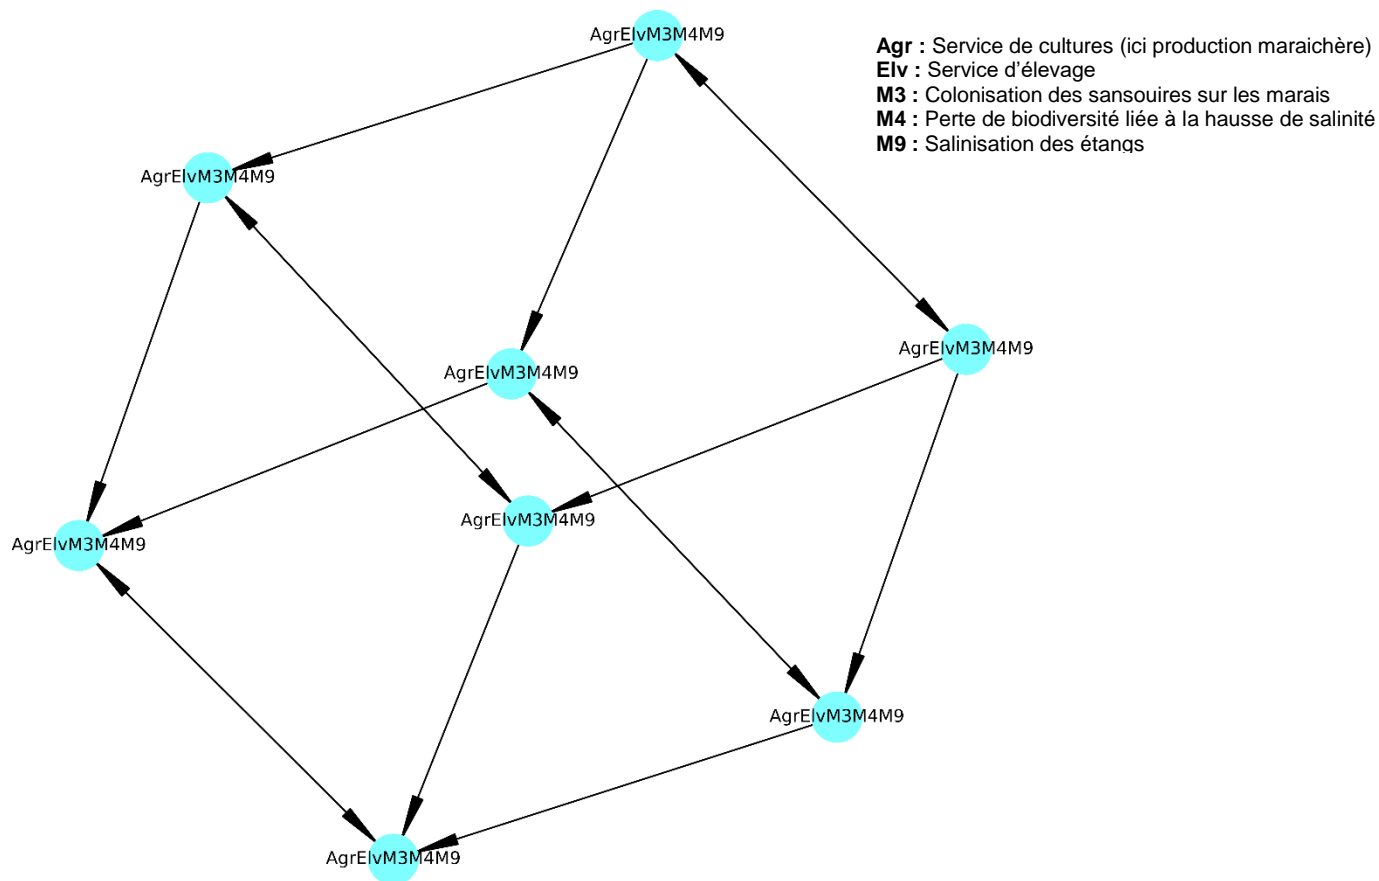 AgrElvM3M4M9
Agr : Service de cultures (ici production maraichère)
Elv : Service d'élevage
M3 : Colonisation des sansouires sur les marais
M4 : Perte de biodiversité liée à la hausse de salinité
M9 : Salinisation des étangs
AgrElvM3M4M9
AgrElvM3M4M9
AgrElvM3M4M9
AgrElvM3M4M9
AgrElvM3M4M9
AgrElvM3M4M9
AgrElvM3M4M9